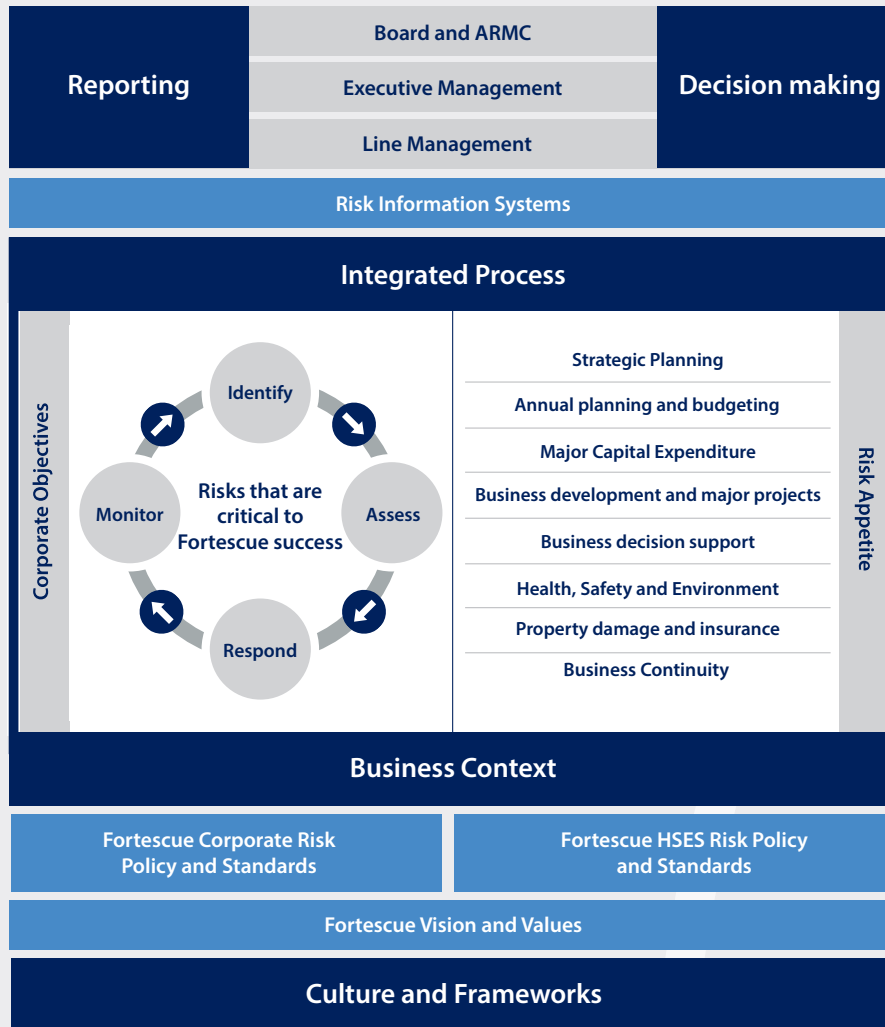 Reporting
Board and ARMC
Executive Management
Line Management
Decision making
Risk Information Systems
Integrated Process
Corporate Objectives
Identify
Assess
Respond
Monitor
Risks that are
critical to
Fortescue success
Strategic Planning
Annual planning and budgeting
Major Capital Expenditure
Business development and major projects
Business decision support
Health, Safety and Environment
Property damage and insurance
Business Continuity
Risk Appetite
Business Context
Fortescue Corporate Risk
Policy and Standards
Fortescue HSES Risk Policy
and Standards
Fortescue Vision and Values
Culture and Frameworks